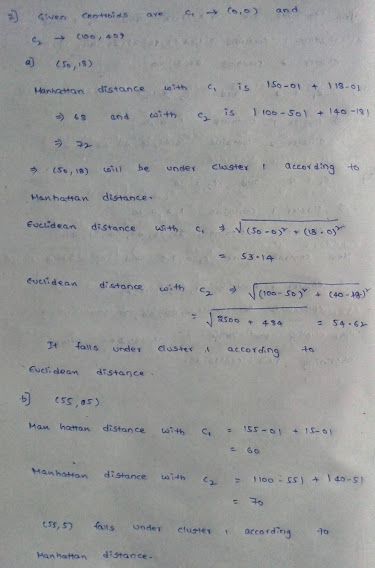 2] Given centroids are C₁ → (0,0) and
C₂ → (100,40)
a] (50,18)
Manhattan distance with C₁ is |50-0| + |18-0|
⇒ 68 and with C₂ is |100-50| + |40-18|
⇒ 72
⇒ (50,18) will be under cluster 1 according to
Manhattan distance.
Euclidean distance with C₁ ⇒ √(50-0)² + (18-0)²
= 53.14
Euclidean distance with C₂ ⇒ √(100-50)² + (40-18)²
= √2500 + 484 = 54.62
It falls under cluster 1 according to
Euclidean distance.
b] (55,05)
Man hattan distance with C₁ = |55-0| + |5-0|
= 60
Manhattan distance with C₂ = |100-55| + |40-5|
= 70
(55,5) falls under cluster 1 according to
Manhattan distance.